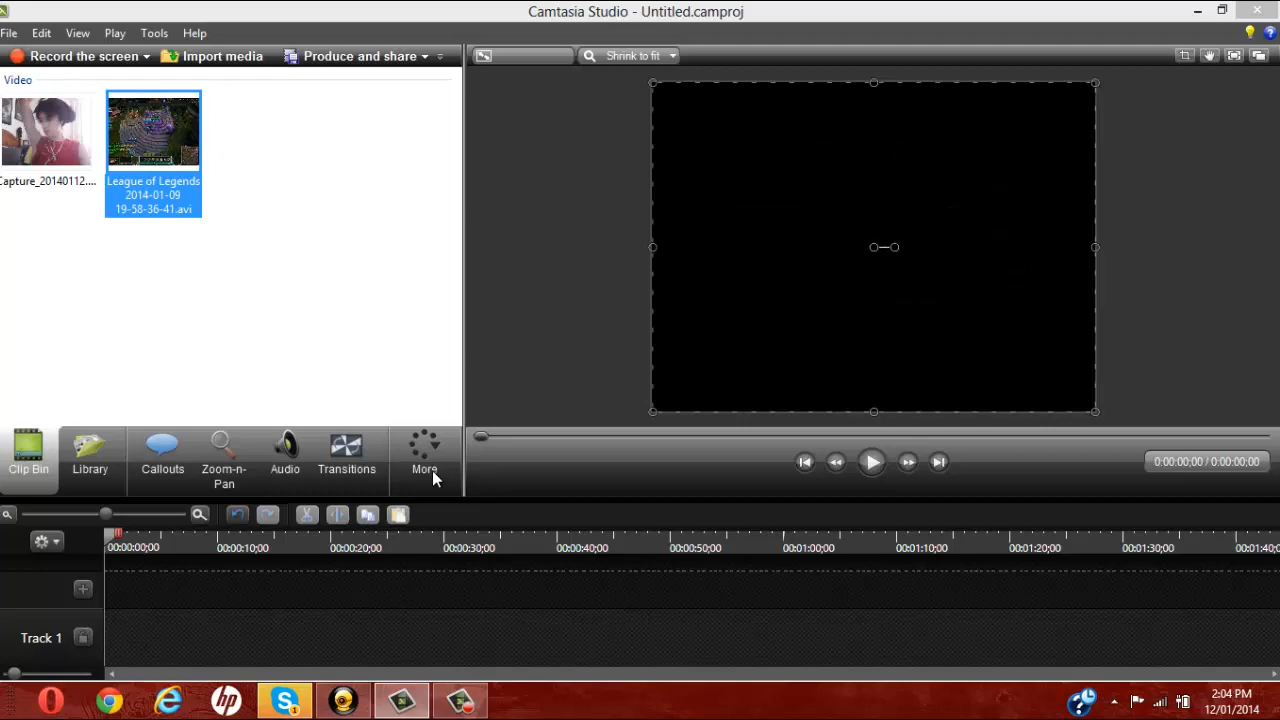 Camtasia Studio - Untitled.camproj
File Edit View Play Tools Help
Record the screen Import media Produce and share Shrink to fit
Video
Capture_20140112....
League of Legends
2014-01-09
19-58-36-41.avi
Clip Bin Library Callouts Zoom-n-Pan Audio Transitions More
0:00:00;00 / 0:00:00;00
00:00:00;00 00:00:10;00 00:00:20;00 00:00:30;00 00:00:40;00 00:00:50;00 00:01:00;00 00:01:10;00 00:01:20;00 00:01:30;00 00:01:40;0
Track 1
2:04 PM
12/01/2014